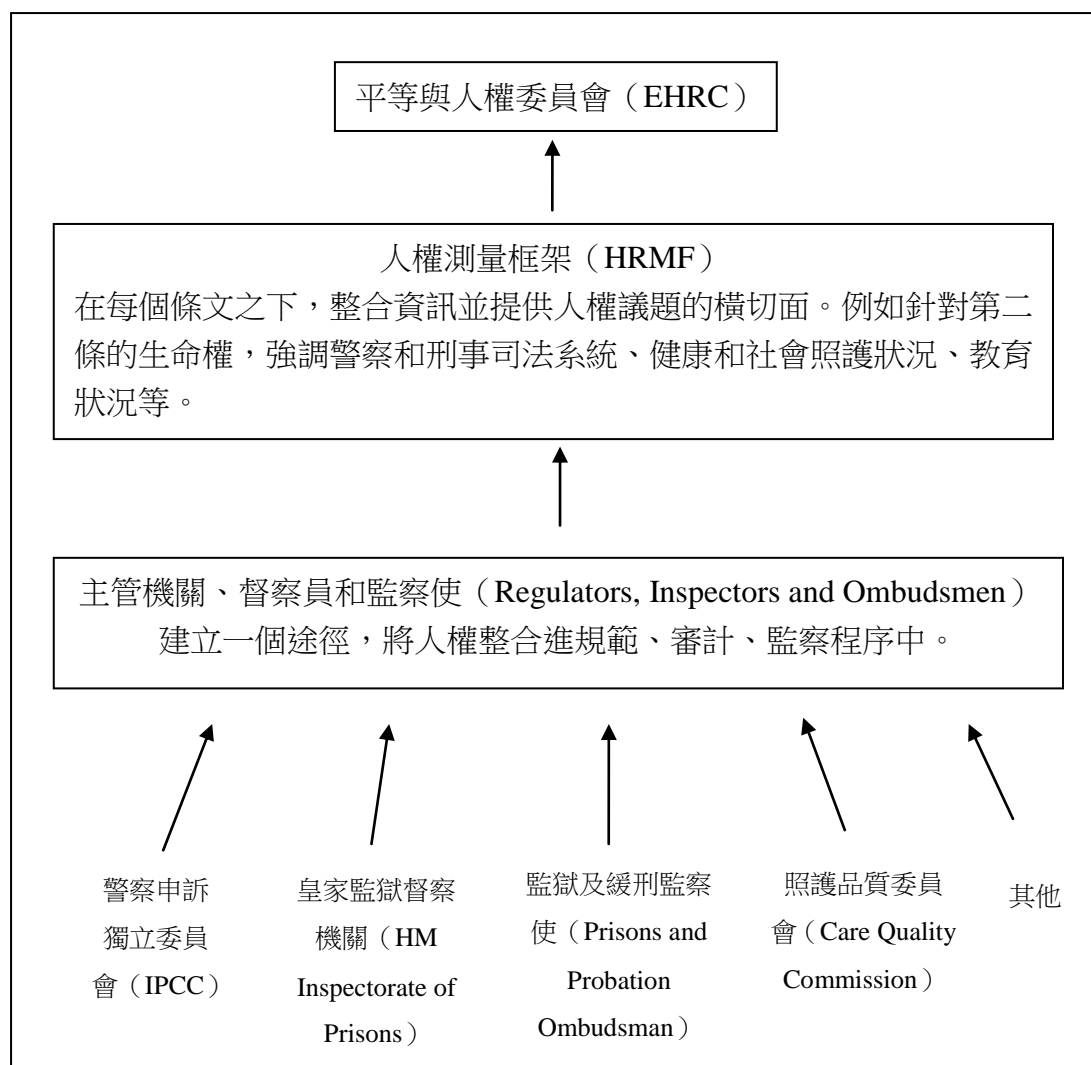 平等與人權委員會（EHRC）
人權測量框架（HRMF）
在每個條文之下，整合資訊並提供人權議題的橫切面。例如針對第二
條的生命權，強調警察和刑事司法系統、健康和社會照護狀況、教育
狀況等。
主管機關、督察員和監察使（Regulators, Inspectors and Ombudsmen）
建立一個途徑，將人權整合進規範、審計、監察程序中。
警察申訴
獨立委員
會（IPCC）
皇家監獄督察
機關（HM
Inspectorate of
Prisons）
監獄及緩刑監察
使（Prisons and
Probation
Ombudsman）
照護品質委員
會（Care Quality
Commission）
其他